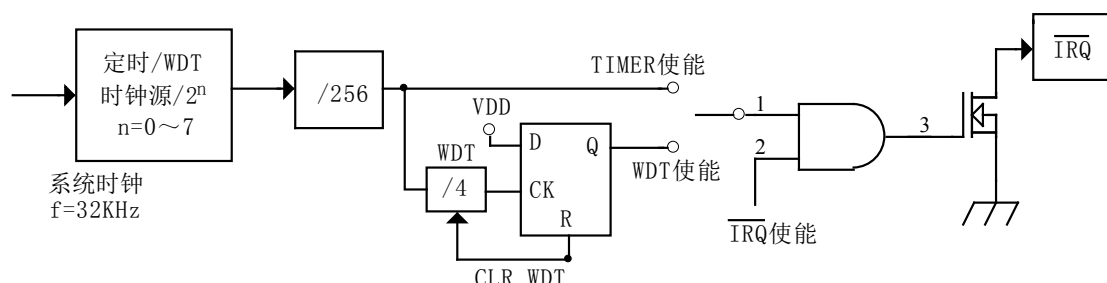 定时/WDT
时钟源/2ⁿ
n=0～7
系统时钟
f=32KHz
/256
TIMER使能
VDD
D
Q
WDT
/4
CK
R
CLR WDT
WDT使能
1
2
3
IRQ使能
IRQ